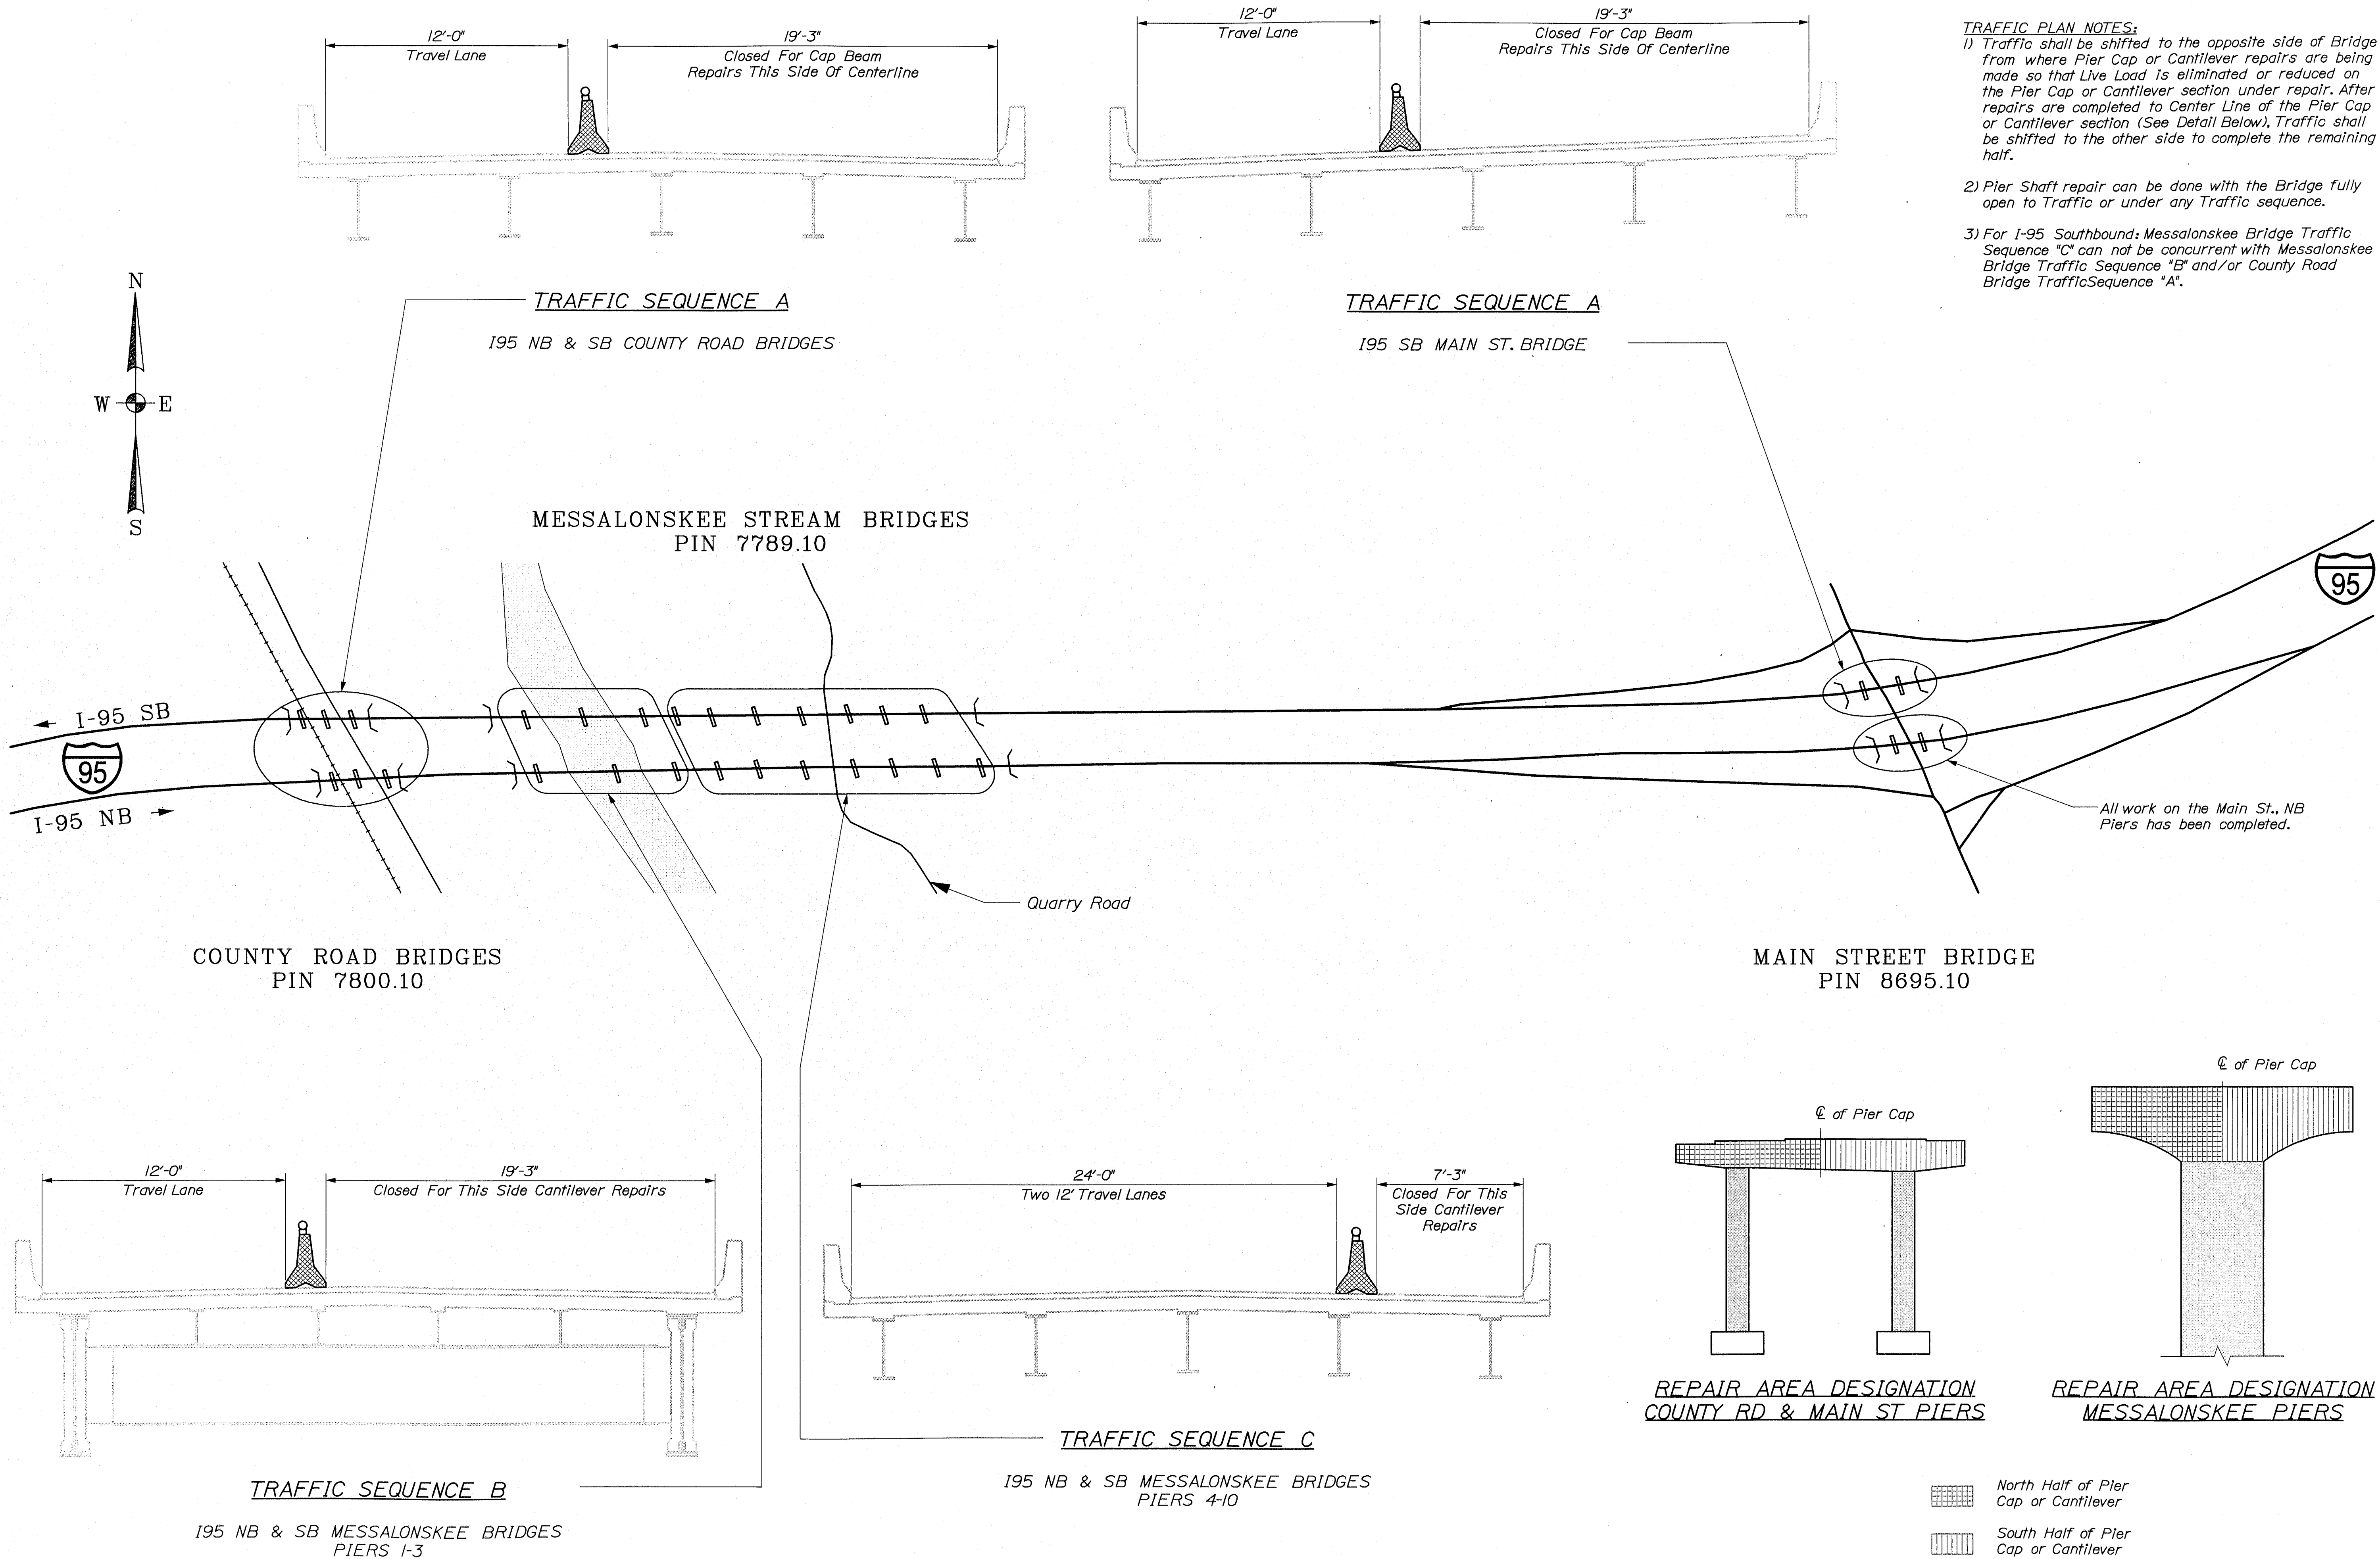 12'-0"
Travel Lane
19'-3"
Closed For Cap Beam
Repairs This Side Of Centerline
12'-0"
Travel Lane
19'-3"
Closed For Cap Beam
Repairs This Side Of Centerline
TRAFFIC PLAN NOTES:
1) Traffic shall be shifted to the opposite side of Bridge
from where Pier Cap or Cantilever repairs are being
made so that Live Load is eliminated or reduced on
the Pier Cap or Cantilever section under repair. After
repairs are completed to Center Line of the Pier Cap
or Cantilever section (See Detail Below), Traffic shall
be shifted to the other side to complete the remaining
half.
2) Pier Shaft repair can be done with the Bridge fully
open to Traffic or under any Traffic sequence.
3) For I-95 Southbound: Messalonskee Bridge Traffic
Sequence "C" can not be concurrent with Messalonskee
Bridge Traffic Sequence "B" and/or County Road
Bridge TrafficSequence "A".
TRAFFIC SEQUENCE A
I95 NB & SB COUNTY ROAD BRIDGES
TRAFFIC SEQUENCE A
I95 SB MAIN ST. BRIDGE
N
W E
S
MESSALONSKEE STREAM BRIDGES
PIN 7789.10
95
I-95 SB
95
I-95 NB
All work on the Main St., NB
Piers has been completed.
Quarry Road
COUNTY ROAD BRIDGES
PIN 7800.10
MAIN STREET BRIDGE
PIN 8695.10
℄ of Pier Cap
℄ of Pier Cap
12'-0"
Travel Lane
19'-3"
Closed For This Side Cantilever Repairs
24'-0"
Two 12' Travel Lanes
7'-3"
Closed For This
Side Cantilever
Repairs
REPAIR AREA DESIGNATION
COUNTY RD & MAIN ST PIERS
REPAIR AREA DESIGNATION
MESSALONSKEE PIERS
TRAFFIC SEQUENCE C
I95 NB & SB MESSALONSKEE BRIDGES
PIERS 4-10
TRAFFIC SEQUENCE B
I95 NB & SB MESSALONSKEE BRIDGES
PIERS 1-3
North Half of Pier
Cap or Cantilever
South Half of Pier
Cap or Cantilever